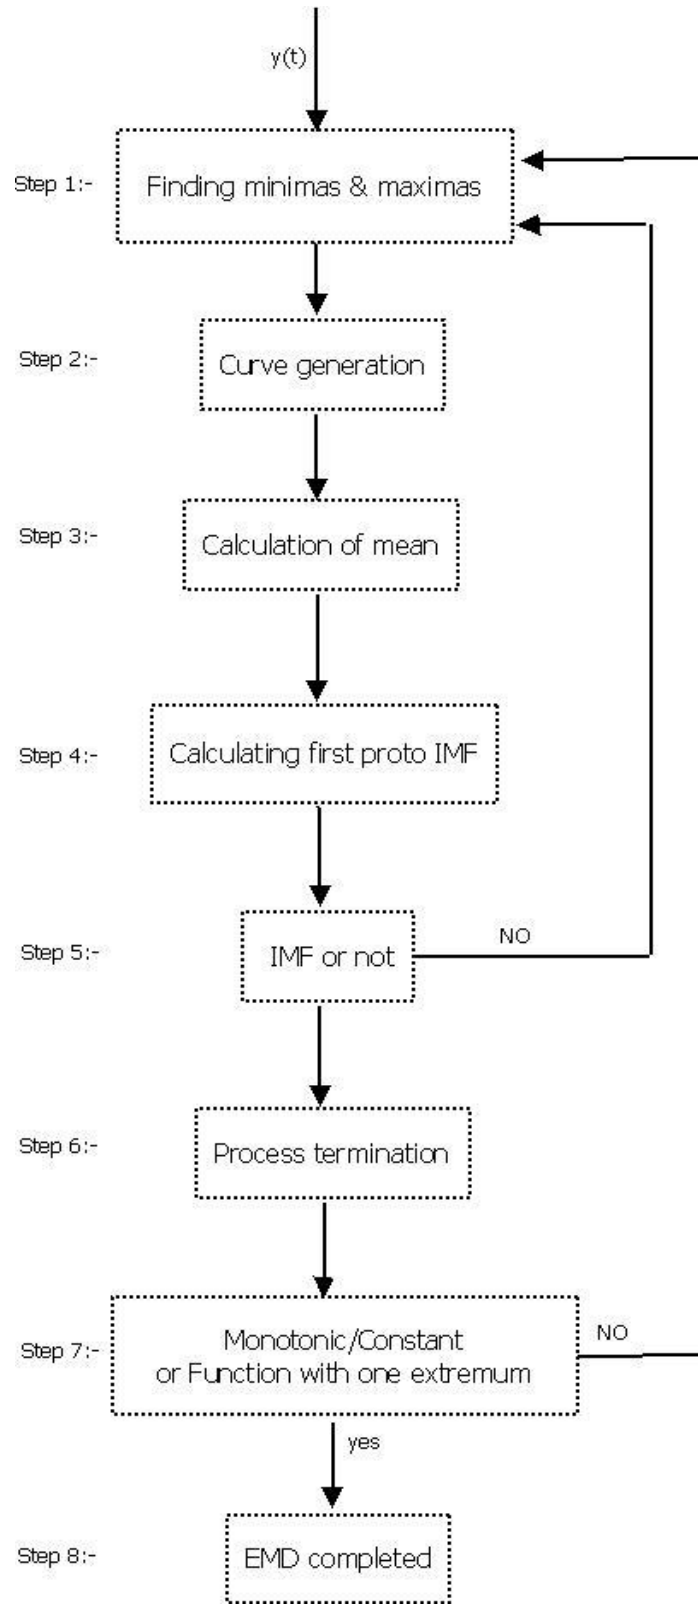 y(t)
Step 1:-
Finding minimas & maximas
Step 2:-
Curve generation
Step 3:-
Calculation of mean
Step 4:-
Calculating first proto IMF
Step 5:-
IMF or not
NO
Step 6:-
Process termination
Step 7:-
Monotonic/Constant
or Function with one extremum
NO
yes
Step 8:-
EMD completed